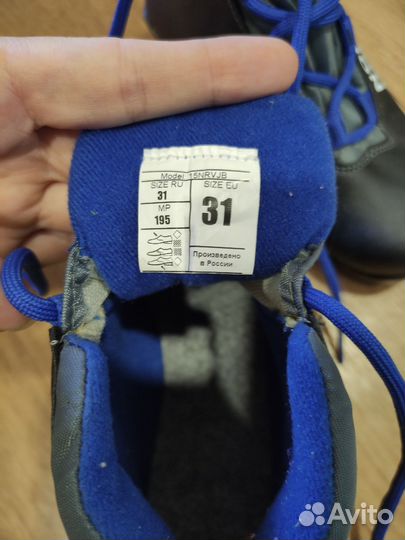 Model 15NRVJB
SIZE RU SIZE EU
31
MP
195
31
Произведено
в России
Avito